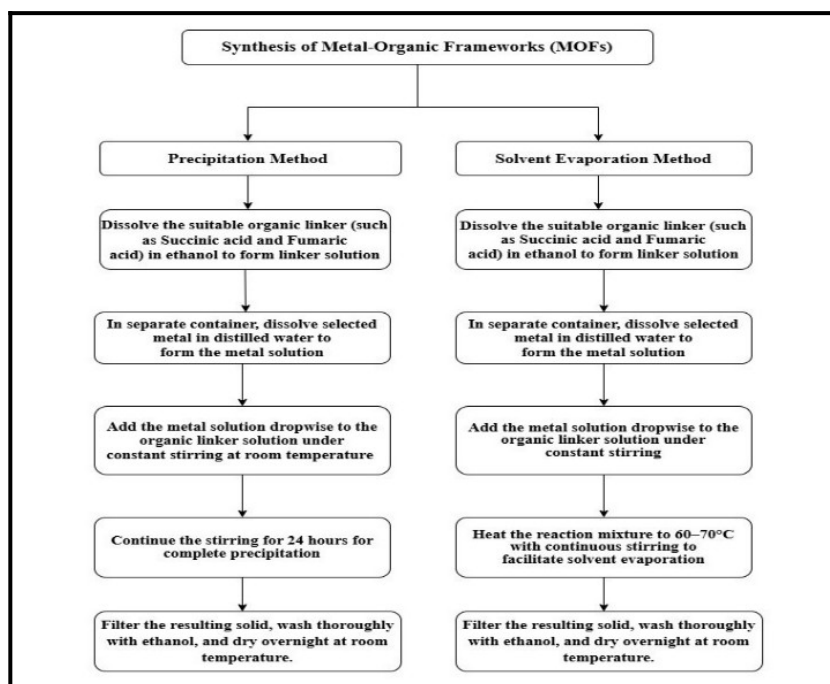 Synthesis of Metal-Organic Frameworks (MOFs)
Precipitation Method
Dissolve the suitable organic linker (such
as Succinic acid and Fumaric
acid) in ethanol to form linker solution
In separate container, dissolve selected
metal in distilled water to
form the metal solution
Add the metal solution dropwise to the
organic linker solution under
constant stirring at room temperature
Continue the stirring for 24 hours for
complete precipitation
Filter the resulting solid, wash thoroughly
with ethanol, and dry overnight at room
temperature.
Solvent Evaporation Method
Dissolve the suitable organic linker (such
as Succinic acid and Fumaric
acid) in ethanol to form linker solution
In separate container, dissolve selected
metal in distilled water to
form the metal solution
Add the metal solution dropwise to the
organic linker solution under
constant stirring
Heat the reaction mixture to 60–70°C
with continuous stirring to
facilitate solvent evaporation
Filter the resulting solid, wash thoroughly
with ethanol, and dry overnight at room
temperature.